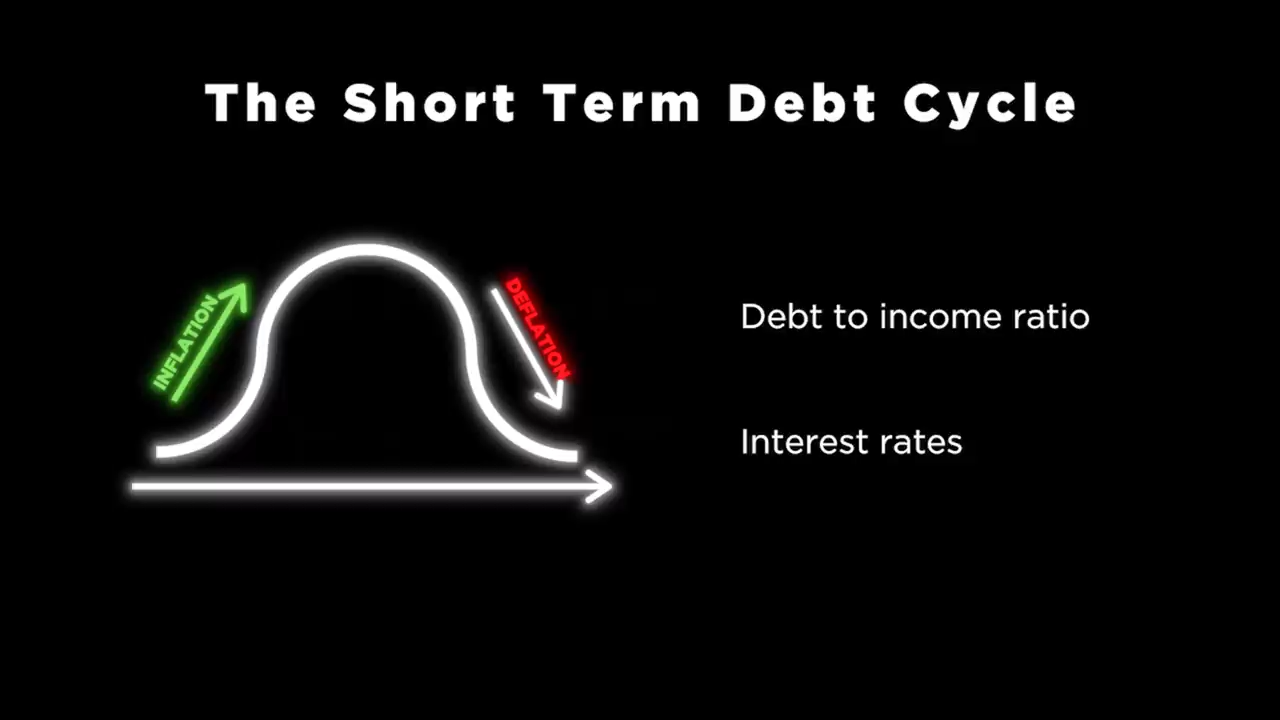 The Short Term Debt Cycle
INFLATION
DEFLATION
Debt to income ratio
Interest rates